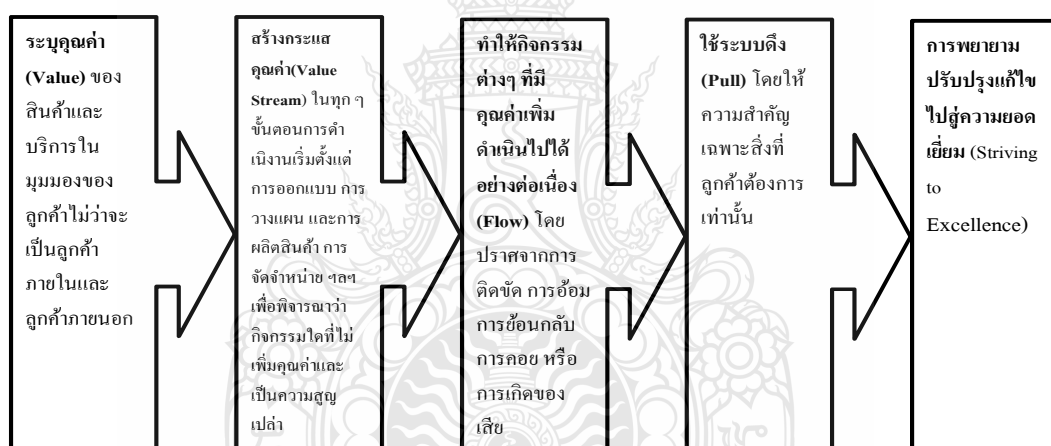 ระบุคุณค่า
(Value) ของ
สินค้าและ
บริการใน
มุมมองของ
ลูกค้าไม่ว่าจะ
เป็นลูกค้า
ภายในและ
ลูกค้าภายนอก
สร้างกระแส
คุณค่า(Value
Stream) ในทุก ๆ
ขั้นตอนการดำ
เนิงานเริ่มตั้งแต่
การออกแบบ การ
วางแผน และการ
ผลิตสินค้า การ
จัดจำหน่าย ฯลฯ
เพื่อพิจารณาว่า
กิจกรรมใดที่ไม่
เพิ่มคุณค่าและ
เป็นความสูญ
เปล่า
ทำให้กิจกรรม
ต่างๆ ที่มี
คุณค่าเพิ่ม
ดำเนินไปได้
อย่างต่อเนื่อง
(Flow) โดย
ปราศจากการ
ติดขัด การอ้อม
การย้อนกลับ
การคอย หรือ
การเกิดของ
เสีย
ใช้ระบบดึง
(Pull) โดยให้
ความสำคัญ
เฉพาะสิ่งที่
ลูกค้าต้องการ
เท่านั้น
การพยายาม
ปรับปรุงแก้ไข
ไปสู่ความยอด
เยี่ยม (Striving
to
Excellence)